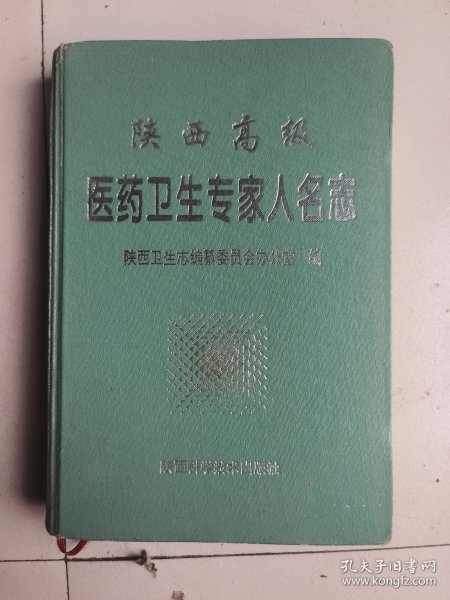 陕西高级
医药卫生专家人名志
陕西卫生志编纂委员会办公室 编
陕西科学技术出版社
孔夫子旧书网
www.kongfz.com